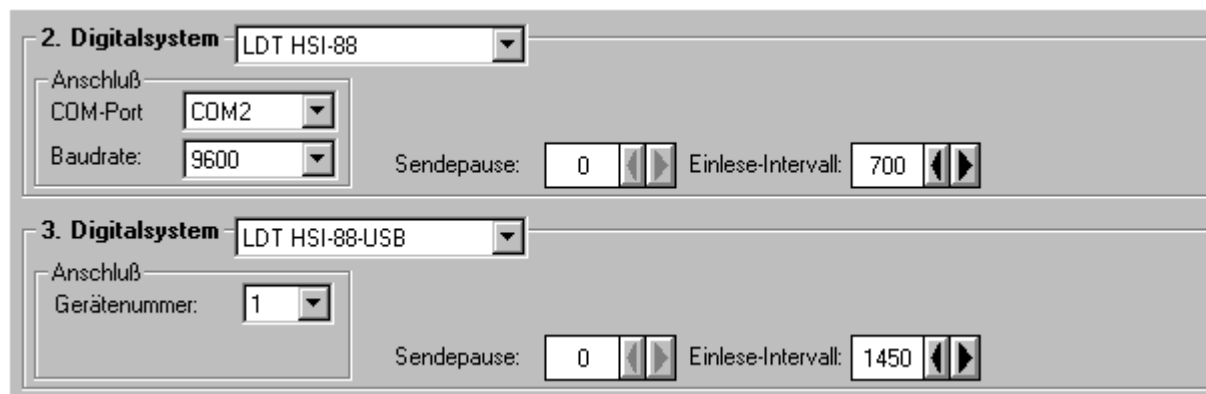 2. Digitalsystem LDT HSI-88
Anschluß
COM-Port COM2
Baudrate: 9600 Sendepause: 0 Einlese-Intervall: 700
3. Digitalsystem LDT HSI-88-USB
Anschluß
Gerätenummer: 1
Sendepause: 0 Einlese-Intervall: 1450